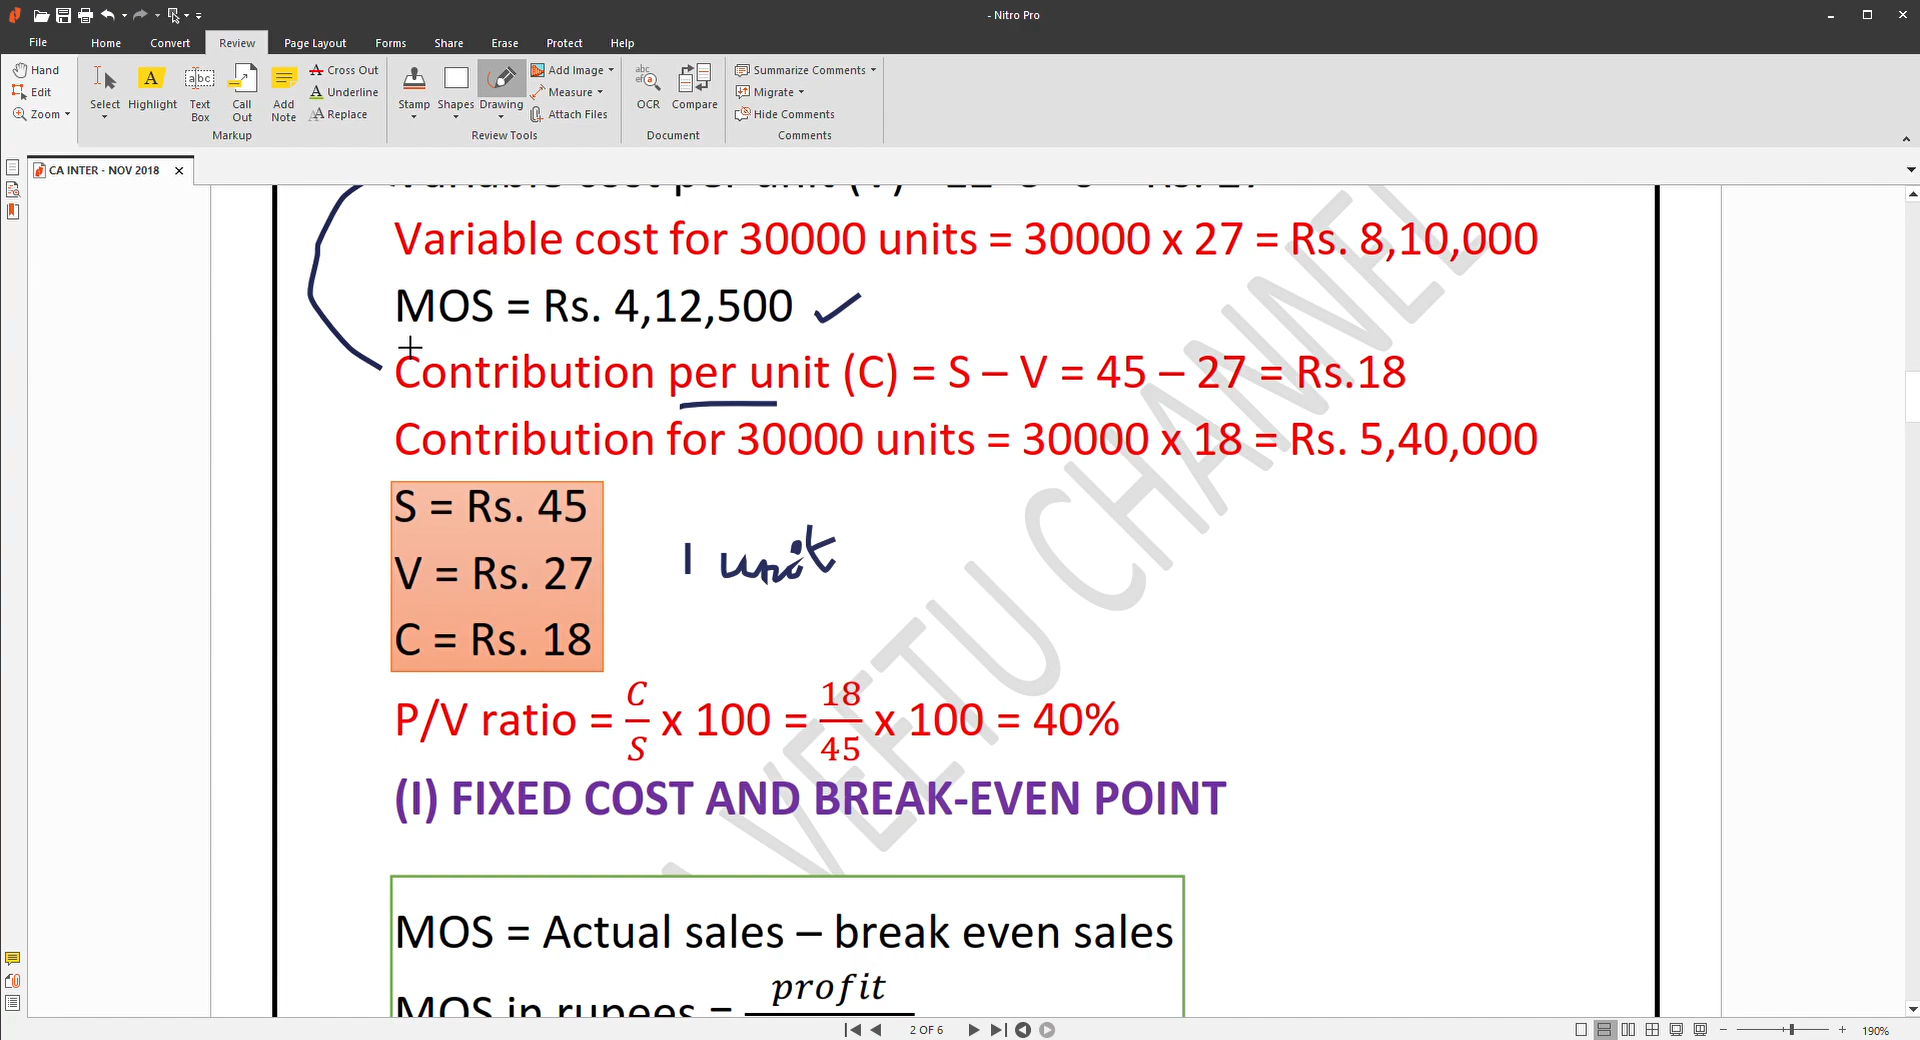 - Nitro Pro
File Home Convert Review Page Layout Forms Share Erase Protect Help
Hand
Edit
Zoom
Select
Highlight
Text Box
Call Out
Add Note
Cross Out
Underline
Replace
Markup
Stamp
Shapes
Drawing
Add Image
Measure
Attach Files
Review Tools
OCR
Compare
Document
Summarize Comments
Migrate
Hide Comments
Comments
CA INTER - NOV 2018
Variable cost for 30000 units = 30000 x 27 = Rs. 8,10,000
MOS = Rs. 4,12,500
Contribution per unit (C) = S – V = 45 – 27 = Rs.18
Contribution for 30000 units = 30000 x 18 = Rs. 5,40,000
S = Rs. 45
V = Rs. 27
C = Rs. 18
1 unit
P/V ratio = C/S x 100 = 18/45 x 100 = 40%
(I) FIXED COST AND BREAK-EVEN POINT
MOS = Actual sales – break even sales
MOS in rupees = profit
VEETU CHANNEL
2 OF 6
190%